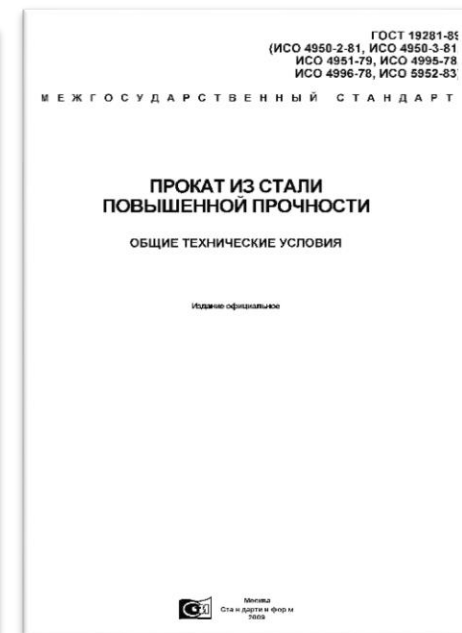 ГОСТ 19281-89
(ИСО 4950-2-81, ИСО 4950-3-81
ИСО 4951-79, ИСО 4995-78
ИСО 4996-78, ИСО 5952-83)
МЕЖГОСУДАРСТВЕННЫЙ СТАНДАРТ
ПРОКАТ ИЗ СТАЛИ
ПОВЫШЕННОЙ ПРОЧНОСТИ
ОБЩИЕ ТЕХНИЧЕСКИЕ УСЛОВИЯ
Издание официальное
Москва
Стандартинформ
2009